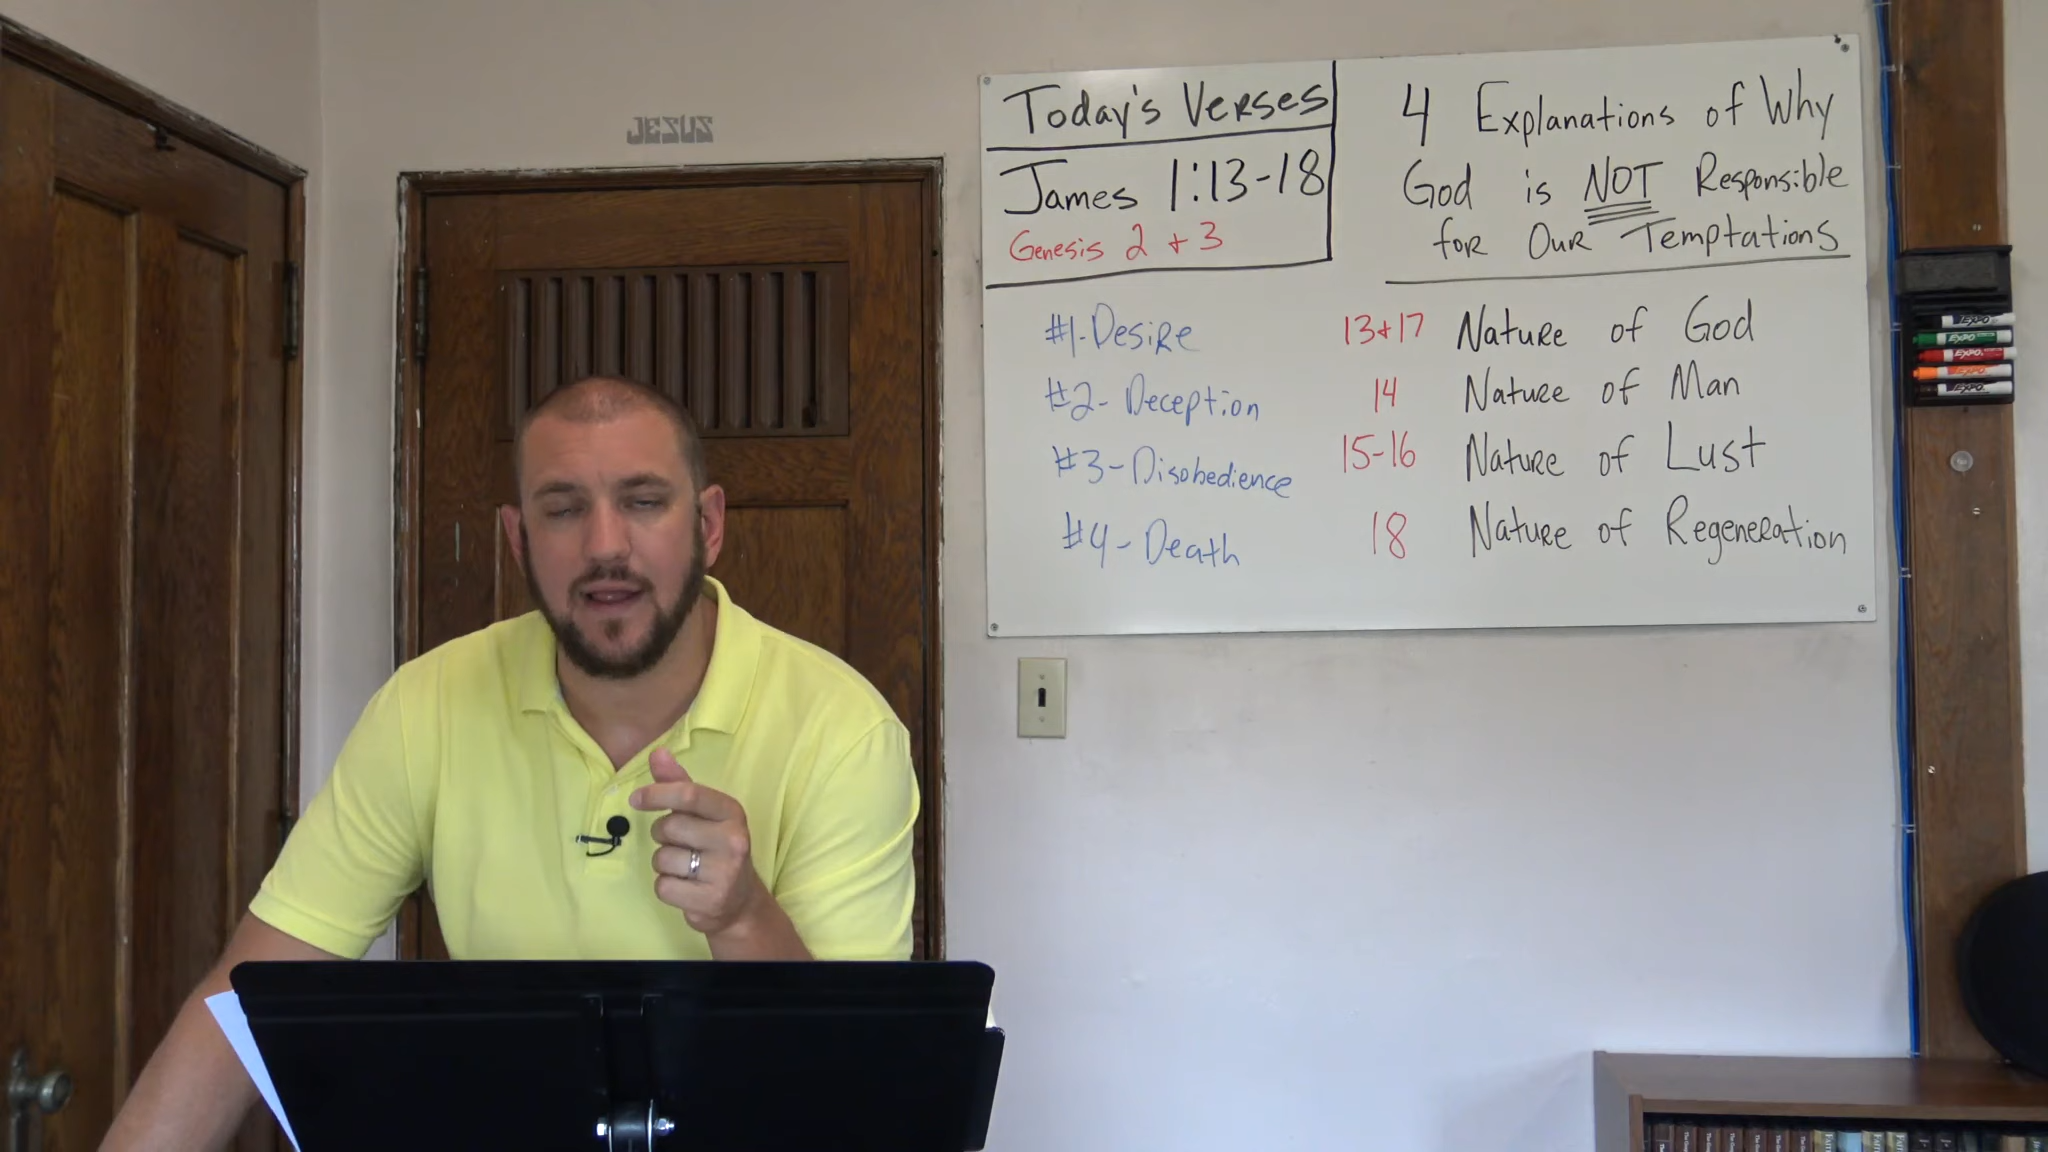 JESUS
Today's Verses
James 1:13-18
Genesis 2 + 3
4 Explanations of Why
God is NOT Responsible
for Our Temptations
#1-Desire
#2-Deception
#3-Disobedience
#4-Death
13+17 Nature of God
14 Nature of Man
15-16 Nature of Lust
18 Nature of Regeneration
EXPO
EXPO
EXPO
EXPO
EXPO